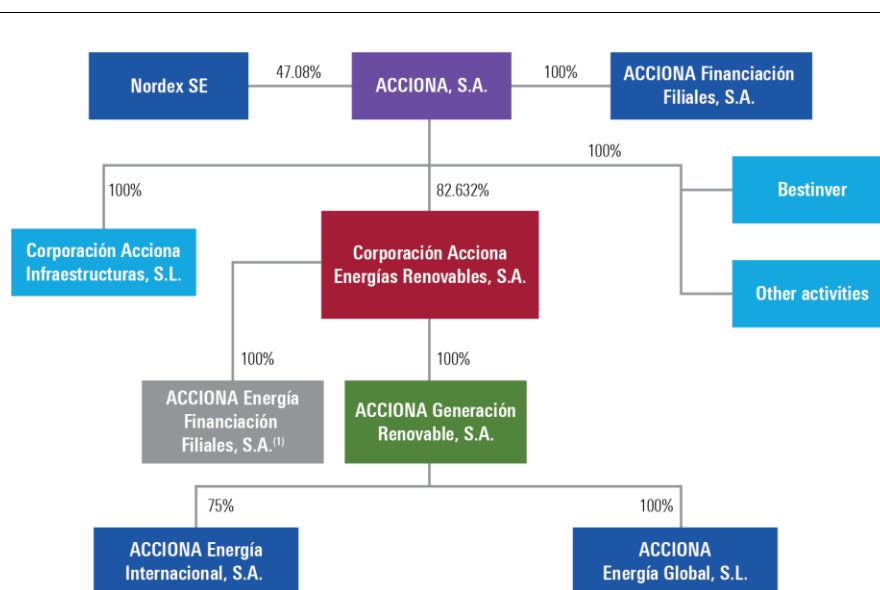 Nordex SE
47.08%
ACCIONA, S.A.
100%
ACCIONA Financiación
Filiales, S.A.
100%
82.632%
100%
Bestinver
Corporación Acciona
Infraestructuras, S.L.
Corporación Acciona
Energías Renovables, S.A.
Other activities
100%
100%
ACCIONA Energía
Financiación
Filiales, S.A.(1)
ACCIONA Generación
Renovable, S.A.
75%
100%
ACCIONA Energía
Internacional, S.A.
ACCIONA
Energía Global, S.L.